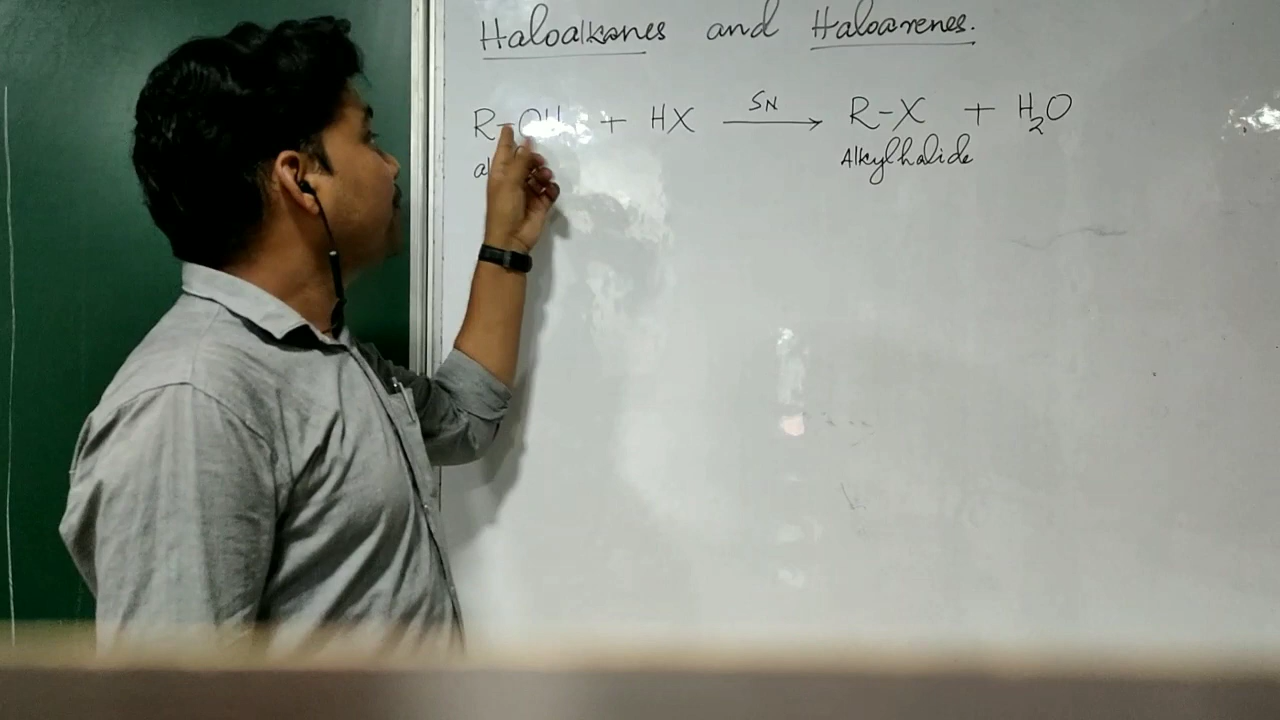 Haloalkanes and Haloarenes.
R-OH + HX SN→ R-X + H₂O
Alkylhalide